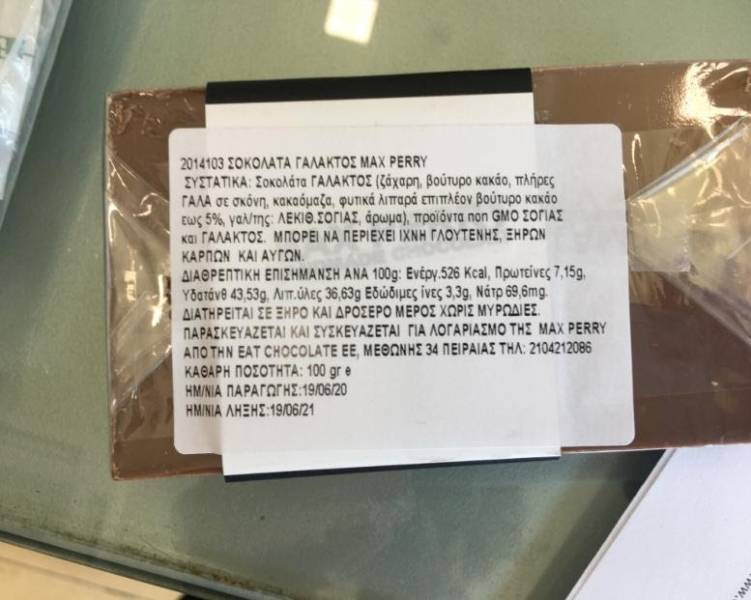 2014103 ΣΟΚΟΛΑΤΑ ΓΑΛΑΚΤΟΣ MAX PERRY
ΣΥΣΤΑΤΙΚΑ: Σοκολάτα ΓΑΛΑΚΤΟΣ (ζάχαρη, βούτυρο κακάο, πλήρες
ΓΑΛΑ σε σκόνη, κακαόμαζα, φυτικά λιπαρά επιπλέον βούτυρο κακάο
εως 5%, γαλ/της: ΛΕΚΙΘ.ΣΟΓΙΑΣ, άρωμα), προϊόντα non GMO ΣΟΓΙΑΣ
και ΓΑΛΑΚΤΟΣ. ΜΠΟΡΕΙ ΝΑ ΠΕΡΙΕΧΕΙ ΙΧΝΗ ΓΛΟΥΤΕΝΗΣ, ΞΗΡΩΝ
ΚΑΡΠΩΝ ΚΑΙ ΑΥΓΩΝ.
ΔΙΑΘΡΕΠΤΙΚΗ ΕΠΙΣΗΜΑΝΣΗ ΑΝΑ 100g: Ενέργ.526 Kcal, Πρωτεΐνες 7,15g,
Υδατάνθ 43,53g, Λιπ.ύλες 36,63g Εδώδιμες ίνες 3,3g, Νάτρ 69,6mg.
ΔΙΑΤΗΡΕΙΤΑΙ ΣΕ ΞΗΡΟ ΚΑΙ ΔΡΟΣΕΡΟ ΜΕΡΟΣ ΧΩΡΙΣ ΜΥΡΩΔΙΕΣ.
ΠΑΡΑΣΚΕΥΑΖΕΤΑΙ ΚΑΙ ΣΥΣΚΕΥΑΖΕΤΑΙ ΓΙΑ ΛΟΓΑΡΙΑΣΜΟ ΤΗΣ MAX PERRY
ΑΠΟ ΤΗΝ EAT CHOCOLATE EE, ΜΕΘΩΝΗΣ 34 ΠΕΙΡΑΙΑΣ ΤΗΛ: 2104212086
ΚΑΘΑΡΗ ΠΟΣΟΤΗΤΑ: 100 gr e
ΗΜ/ΝΙΑ ΠΑΡΑΓΩΓΗΣ:19/06/20
ΗΜ/ΝΙΑ ΛΗΞΗΣ:19/06/21